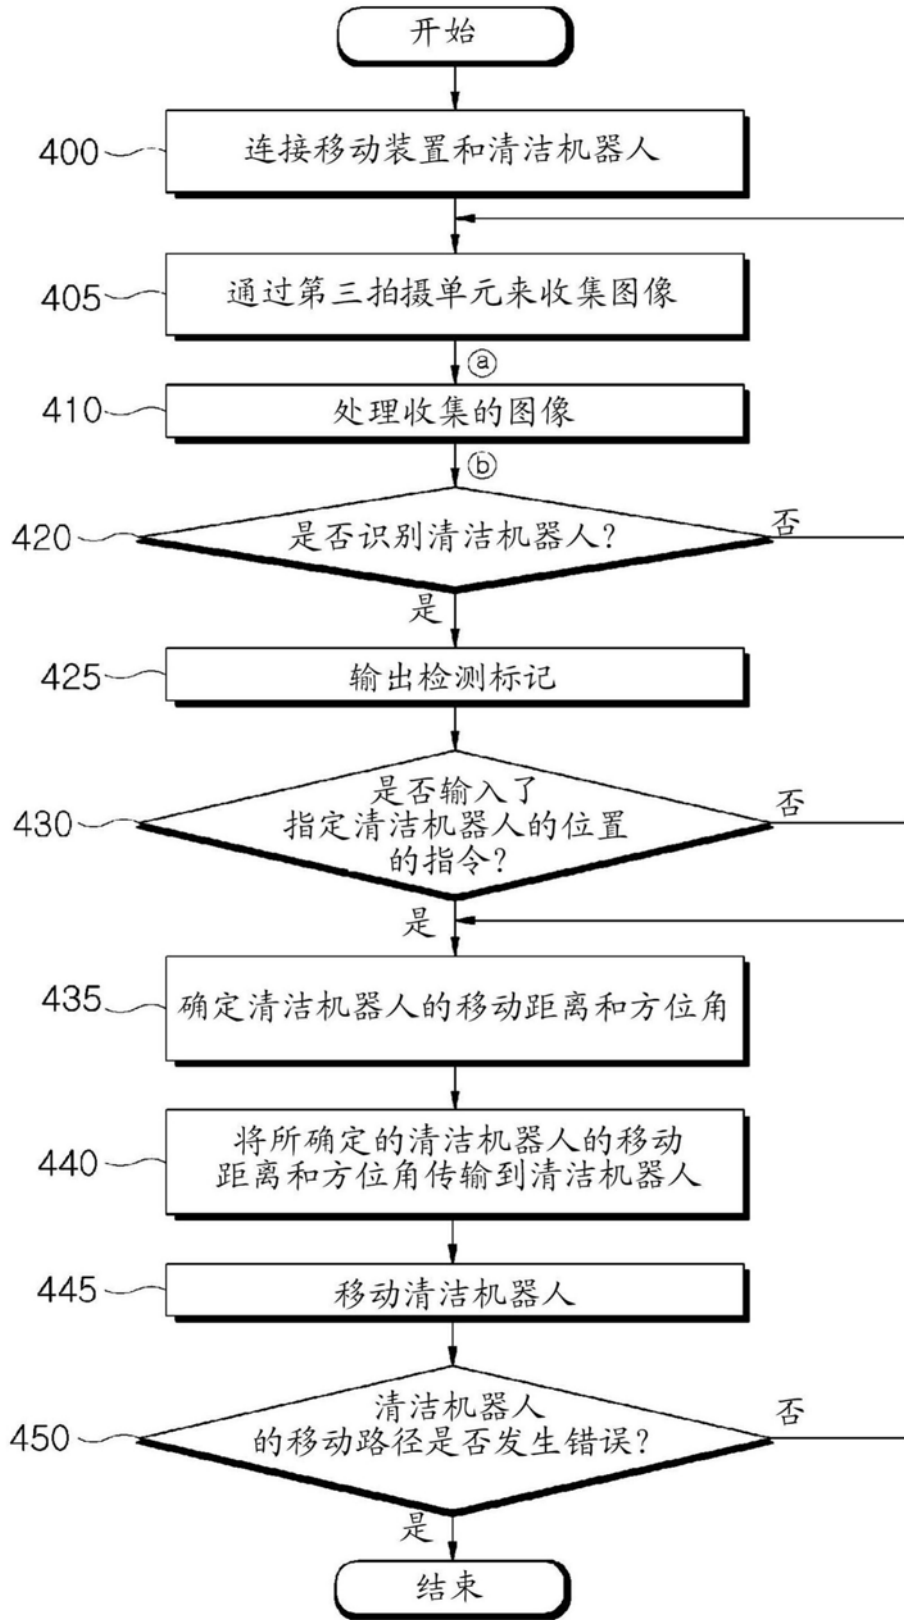 开始
400
连接移动装置和清洁机器人
405
通过第三拍摄单元来收集图像
ⓐ
410
处理收集的图像
ⓑ
420
是否识别清洁机器人?
否
是
425
输出检测标记
430
是否输入了
指定清洁机器人的位置
的指令?
否
是
435
确定清洁机器人的移动距离和方位角
440
将所确定的清洁机器人的移动
距离和方位角传输到清洁机器人
445
移动清洁机器人
450
清洁机器人
的移动路径是否发生错误?
否
是
结束